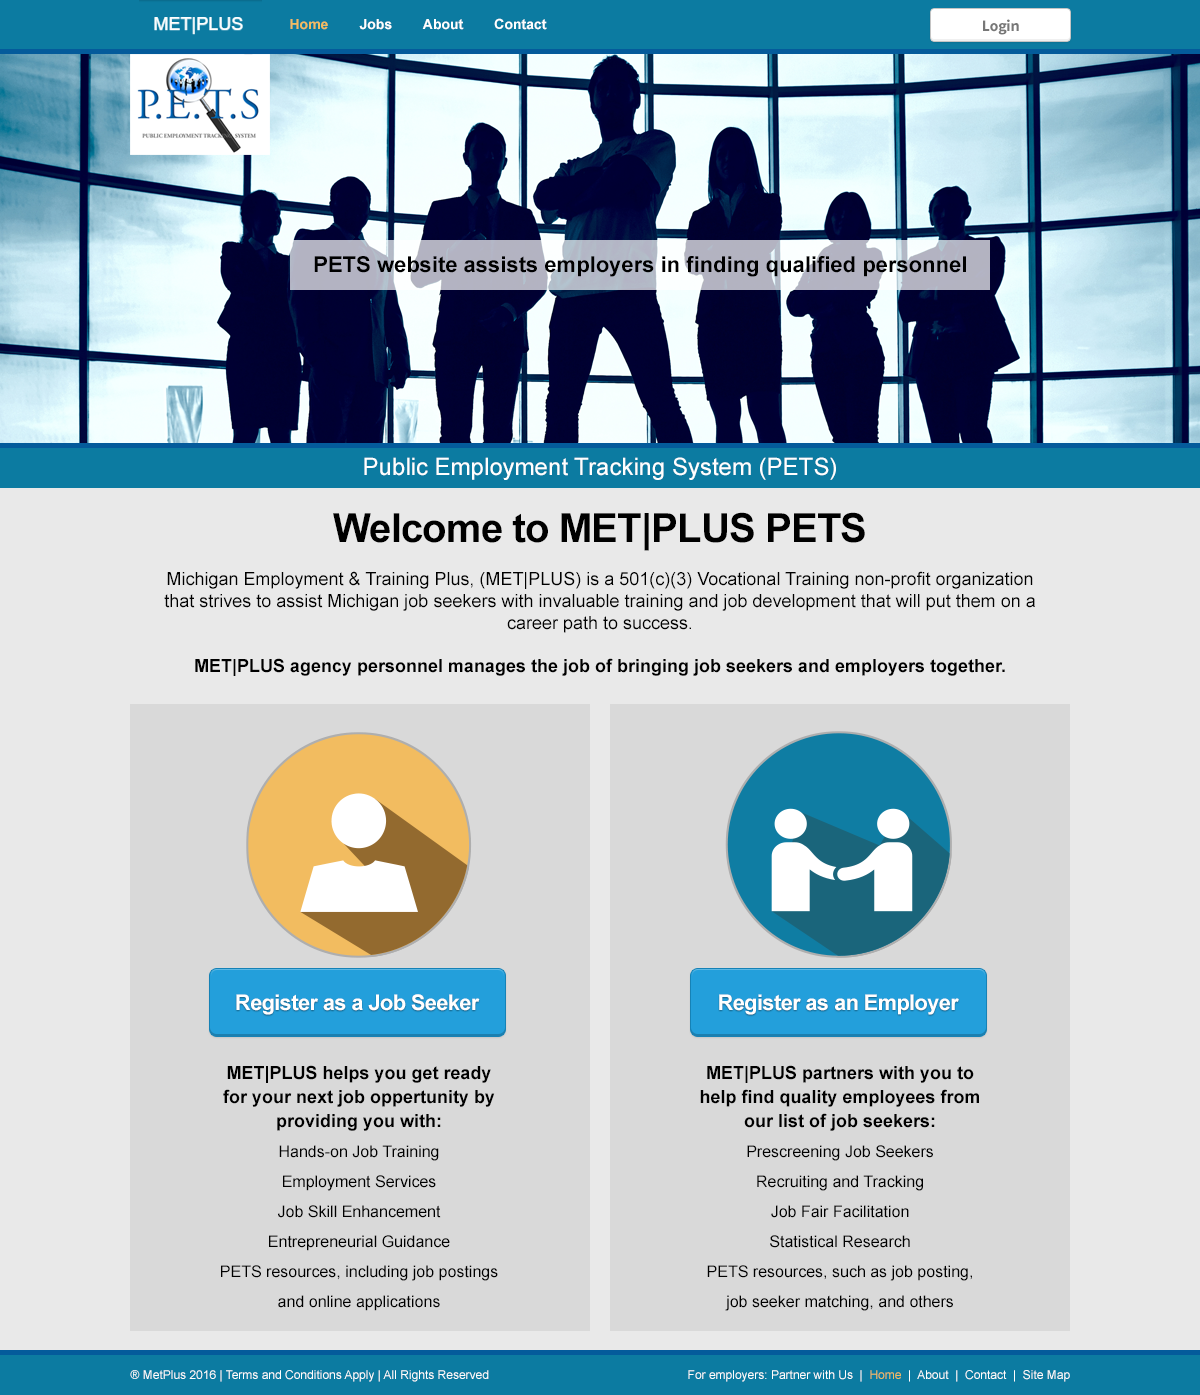 MET|PLUS
Home
Jobs
About
Contact
Login
P.E.T.S
PUBLIC EMPLOYMENT TRACKING SYSTEM
PETS website assists employers in finding qualified personnel
Public Employment Tracking System (PETS)
Welcome to MET|PLUS PETS
Michigan Employment & Training Plus, (MET|PLUS) is a 501(c)(3) Vocational Training non-profit organization
that strives to assist Michigan job seekers with invaluable training and job development that will put them on a
career path to success.
MET|PLUS agency personnel manages the job of bringing job seekers and employers together.
Register as a Job Seeker
MET|PLUS helps you get ready
for your next job oppertunity by
providing you with:
Hands-on Job Training
Employment Services
Job Skill Enhancement
Entrepreneurial Guidance
PETS resources, including job postings
and online applications
Register as an Employer
MET|PLUS partners with you to
help find quality employees from
our list of job seekers:
Prescreening Job Seekers
Recruiting and Tracking
Job Fair Facilitation
Statistical Research
PETS resources, such as job posting,
job seeker matching, and others
® MetPlus 2016 | Terms and Conditions Apply | All Rights Reserved
For employers: Partner with Us | Home | About | Contact | Site Map